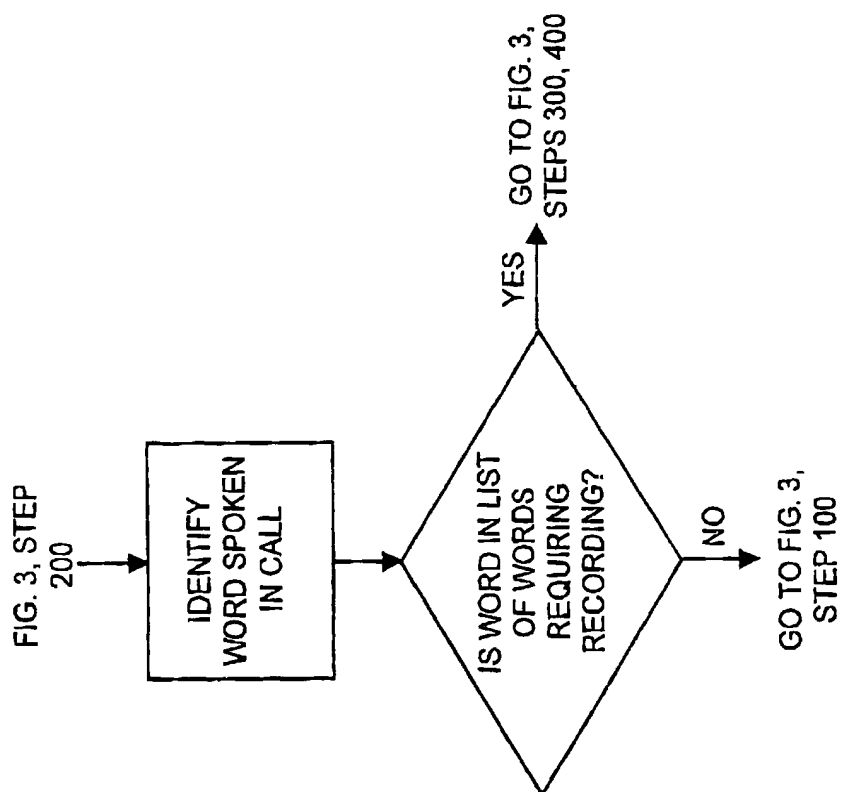 FIG. 3, STEP
200
IDENTIFY
WORD SPOKEN
IN CALL
IS WORD IN LIST
OF WORDS
REQUIRING
RECORDING?
YES
GO TO FIG. 3,
STEPS 300, 400
NO
GO TO FIG. 3,
STEP 100